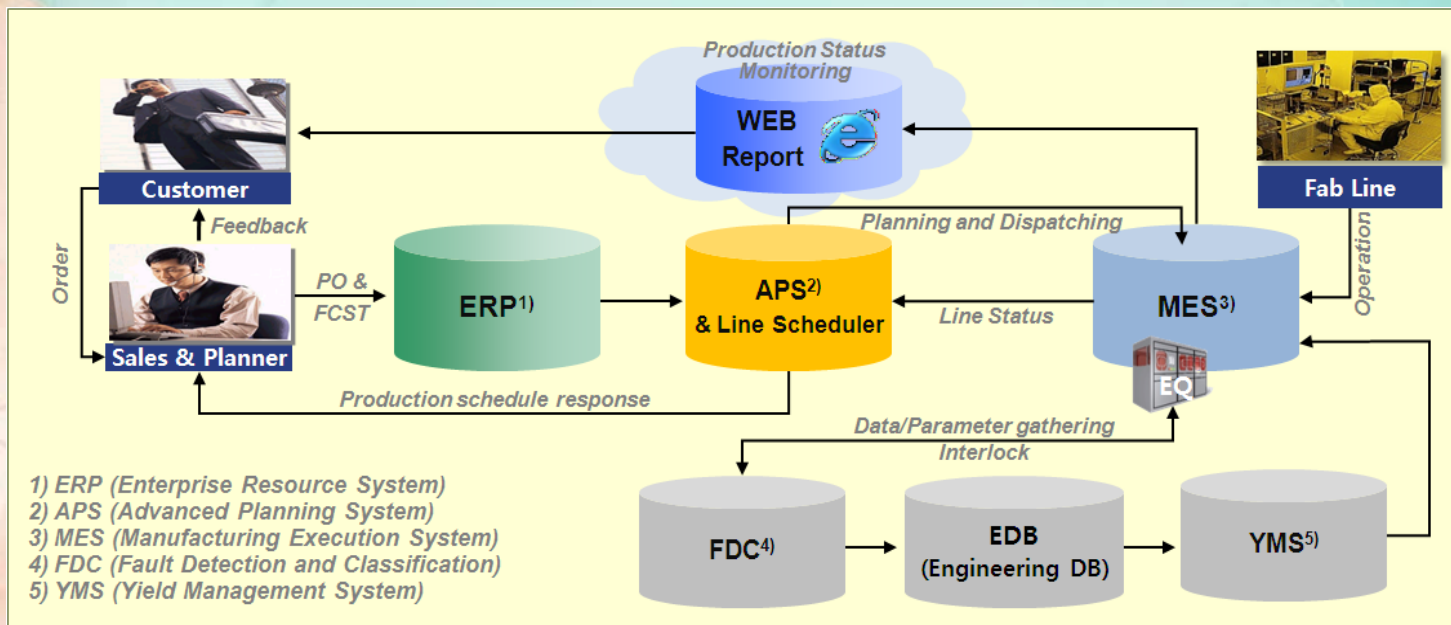 Production Status
Monitoring
WEB
Report
Customer
Fab Line
Feedback
Planning and Dispatching
Order
Operation
PO &
FCST
ERP1)
APS2)
& Line Scheduler
MES3)
Line Status
Sales & Planner
EQ
Production schedule response
Data/Parameter gathering
Interlock
FDC4)
EDB
(Engineering DB)
YMS5)
1) ERP (Enterprise Resource System)
2) APS (Advanced Planning System)
3) MES (Manufacturing Execution System)
4) FDC (Fault Detection and Classification)
5) YMS (Yield Management System)